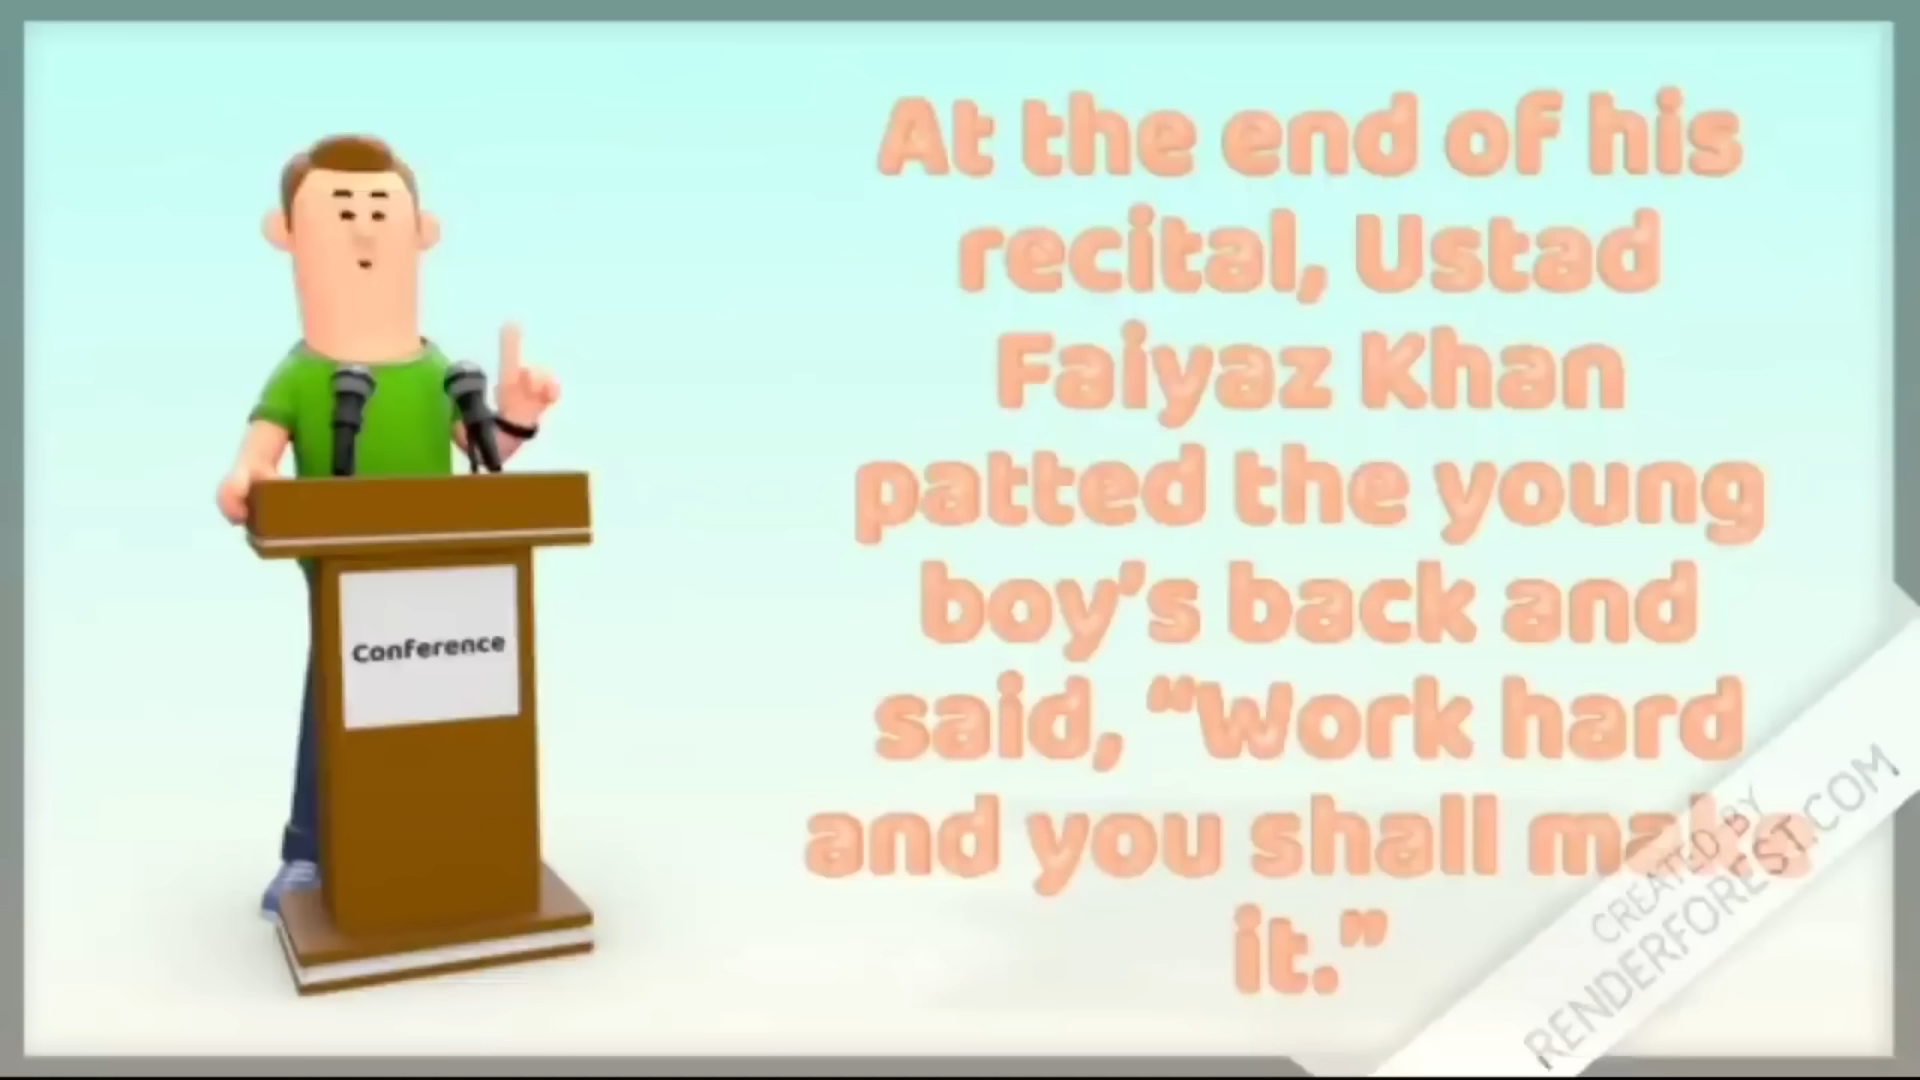 At the end of his
recital, Ustad
Faiyaz Khan
patted the young
boy's back and
said, “Work hard
and you shall make
it.”
Conference
CREATED BY
RENDERFOREST.COM